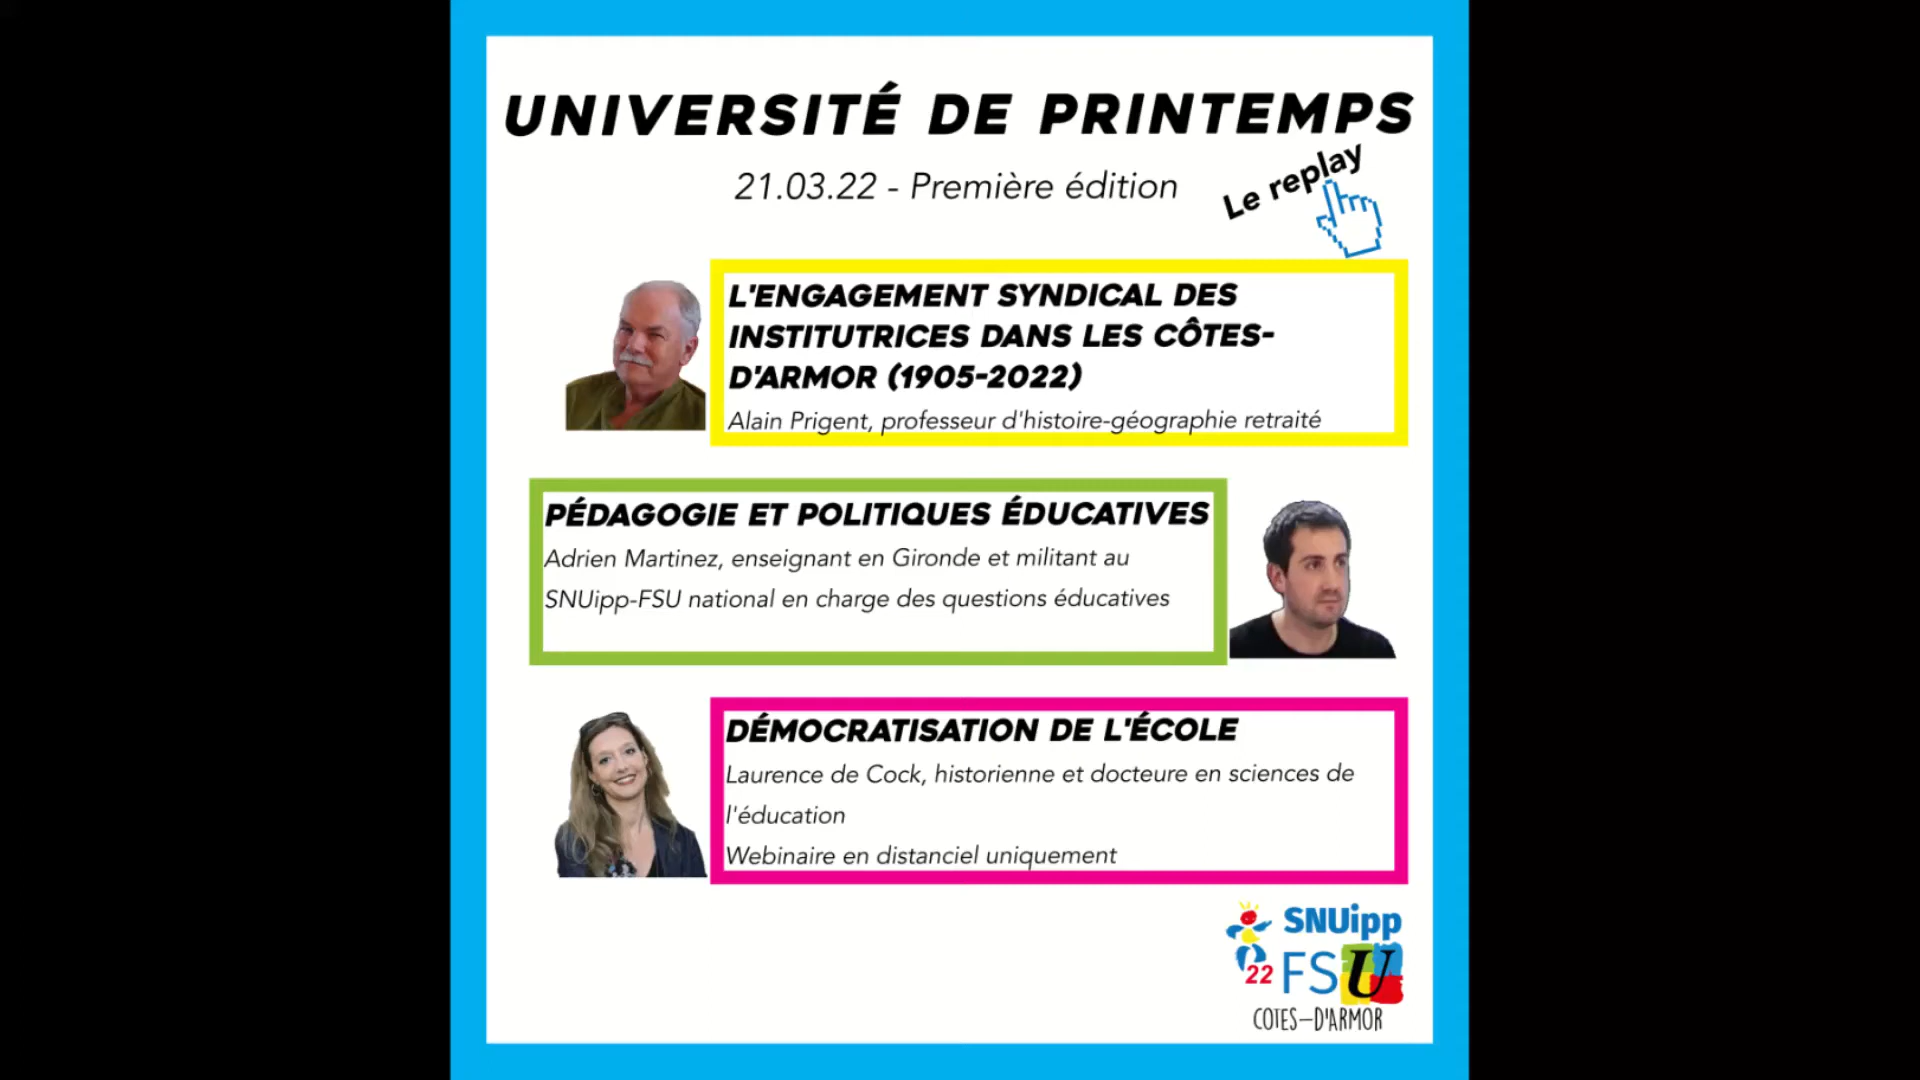 UNIVERSITÉ DE PRINTEMPS
21.03.22 - Première édition
Le replay
L'ENGAGEMENT SYNDICAL DES
INSTITUTRICES DANS LES CÔTES-
D'ARMOR (1905-2022)
Alain Prigent, professeur d'histoire-géographie retraité
PÉDAGOGIE ET POLITIQUES ÉDUCATIVES
Adrien Martinez, enseignant en Gironde et militant au
SNUipp-FSU national en charge des questions éducatives
DÉMOCRATISATION DE L'ÉCOLE
Laurence de Cock, historienne et docteure en sciences de
l'éducation
Webinaire en distanciel uniquement
SNUipp
22 FSU
COTES-D'ARMOR